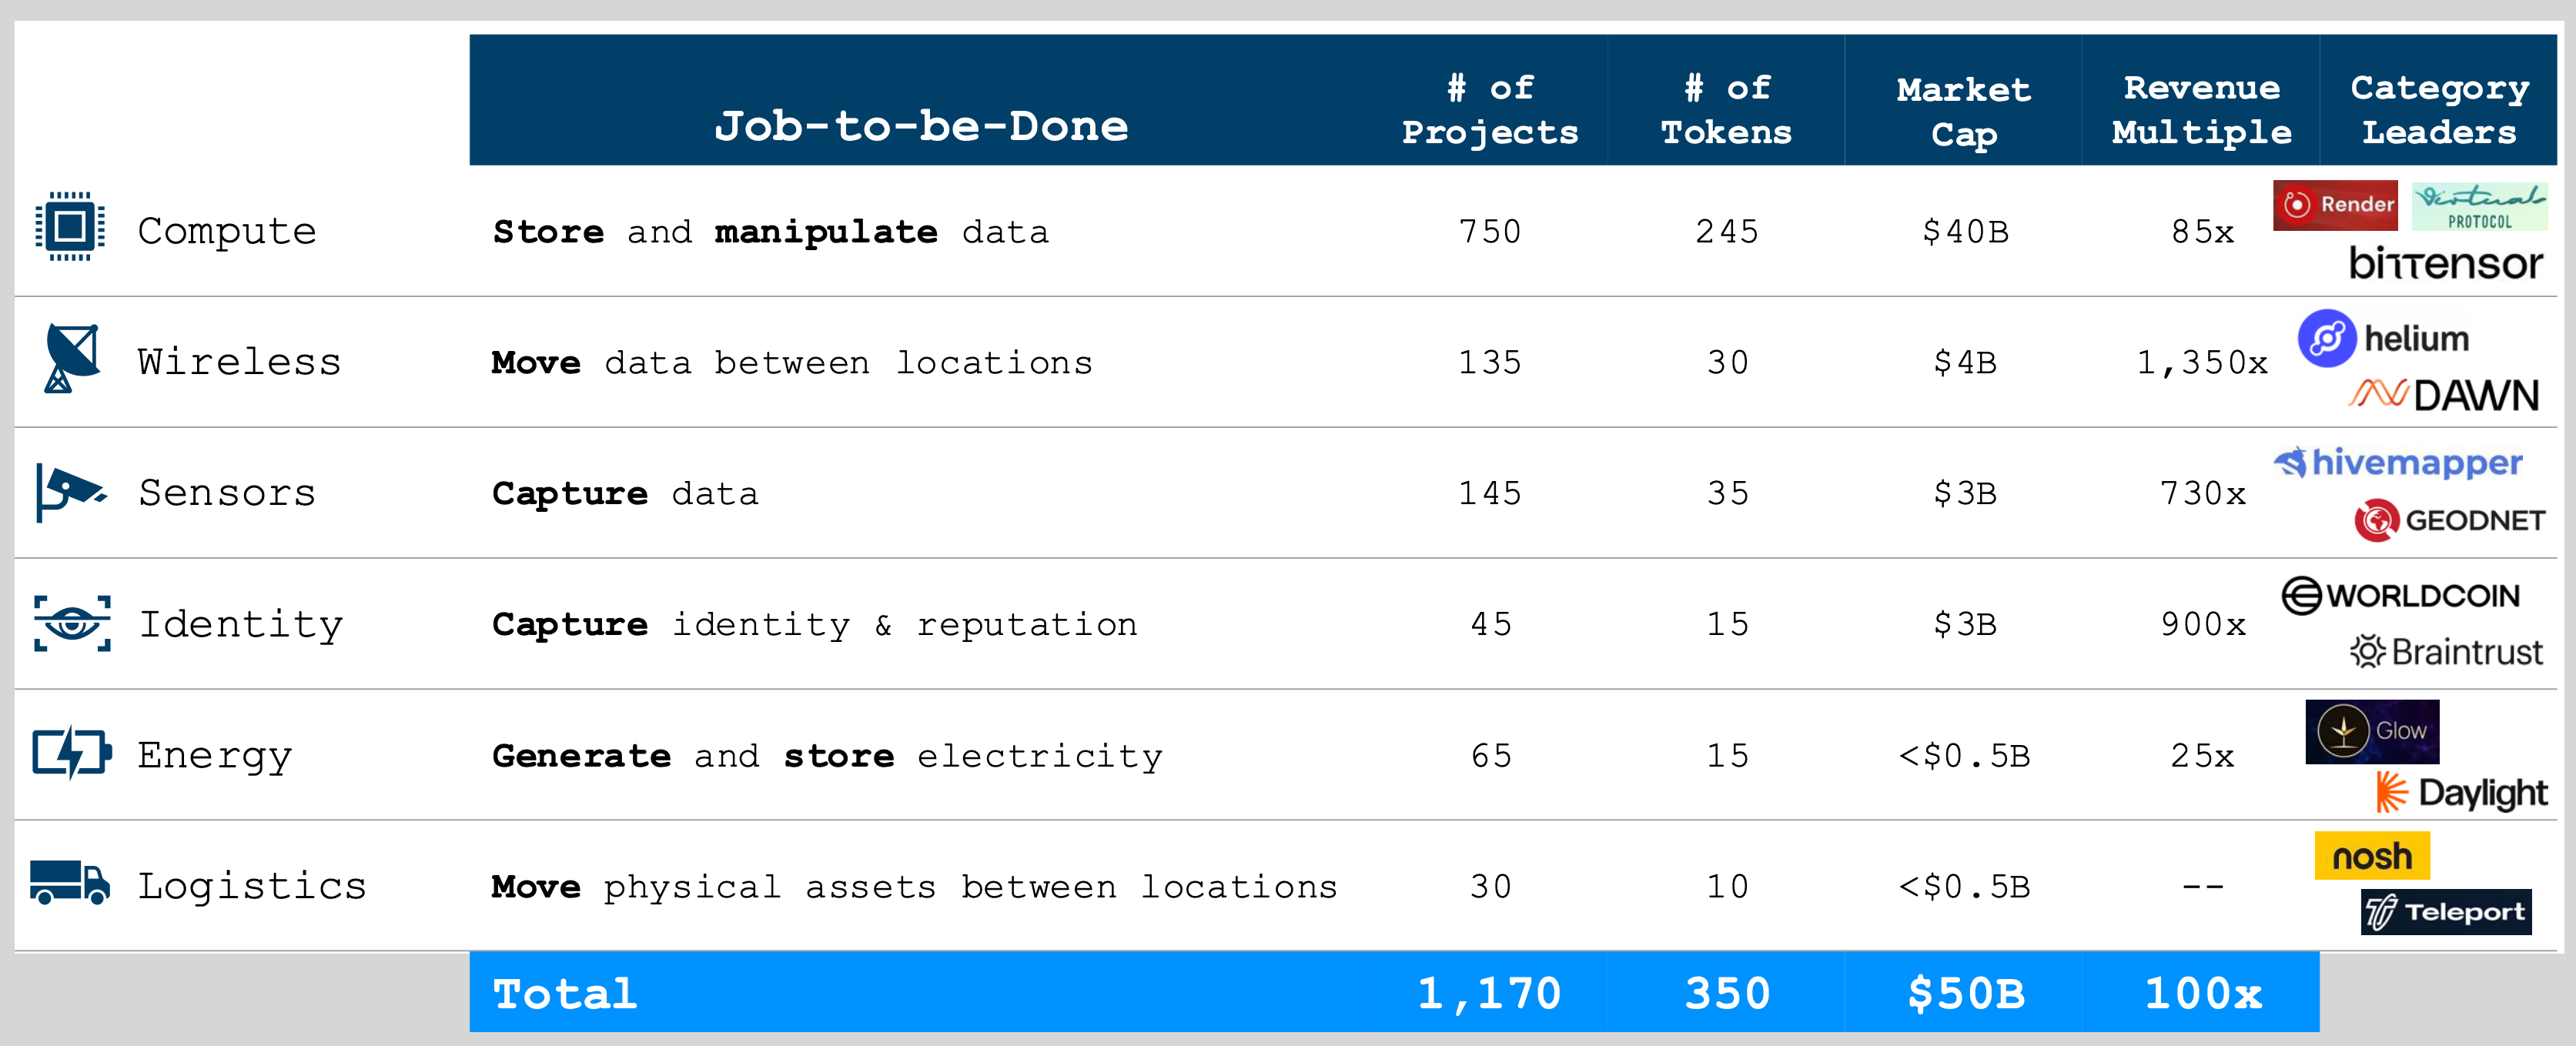 Job-to-be-Done
# of Projects
# of Tokens
Market Cap
Revenue Multiple
Category Leaders
Compute
Store and manipulate data
750
245
$40B
85x
Render
Virtuals PROTOCOL
bittensor
Wireless
Move data between locations
135
30
$4B
1,350x
helium
DAWN
Sensors
Capture data
145
35
$3B
730x
hivemapper
GEODNET
Identity
Capture identity & reputation
45
15
$3B
900x
WORLDCOIN
Braintrust
Energy
Generate and store electricity
65
15
<$0.5B
25x
Glow
Daylight
Logistics
Move physical assets between locations
30
10
<$0.5B
--
nosh
Teleport
Total
1,170
350
$50B
100x